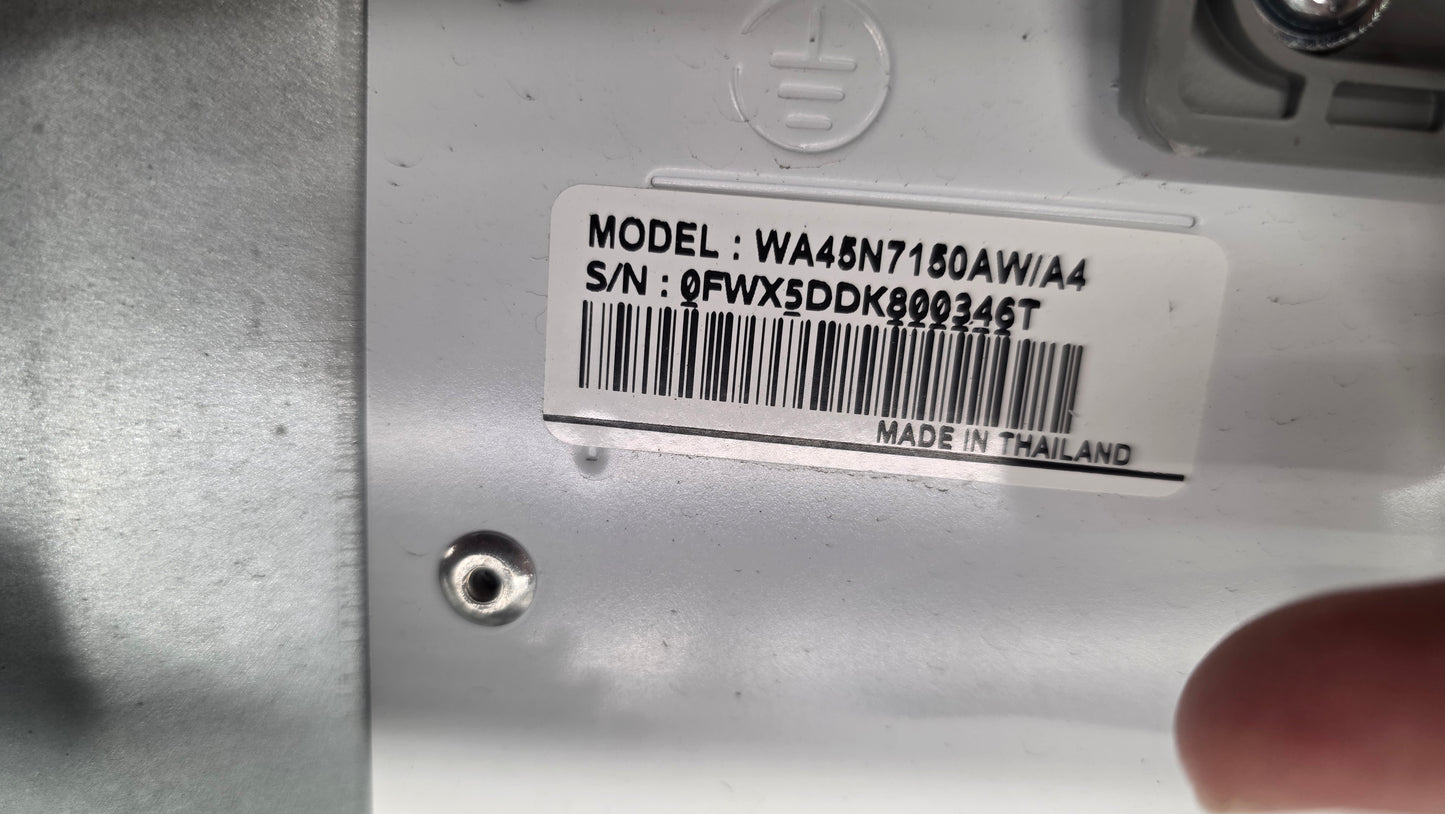 MODEL : WA45N7150AW/A4
S/N : 0FWX5DDK800346T
MADE IN THAILAND